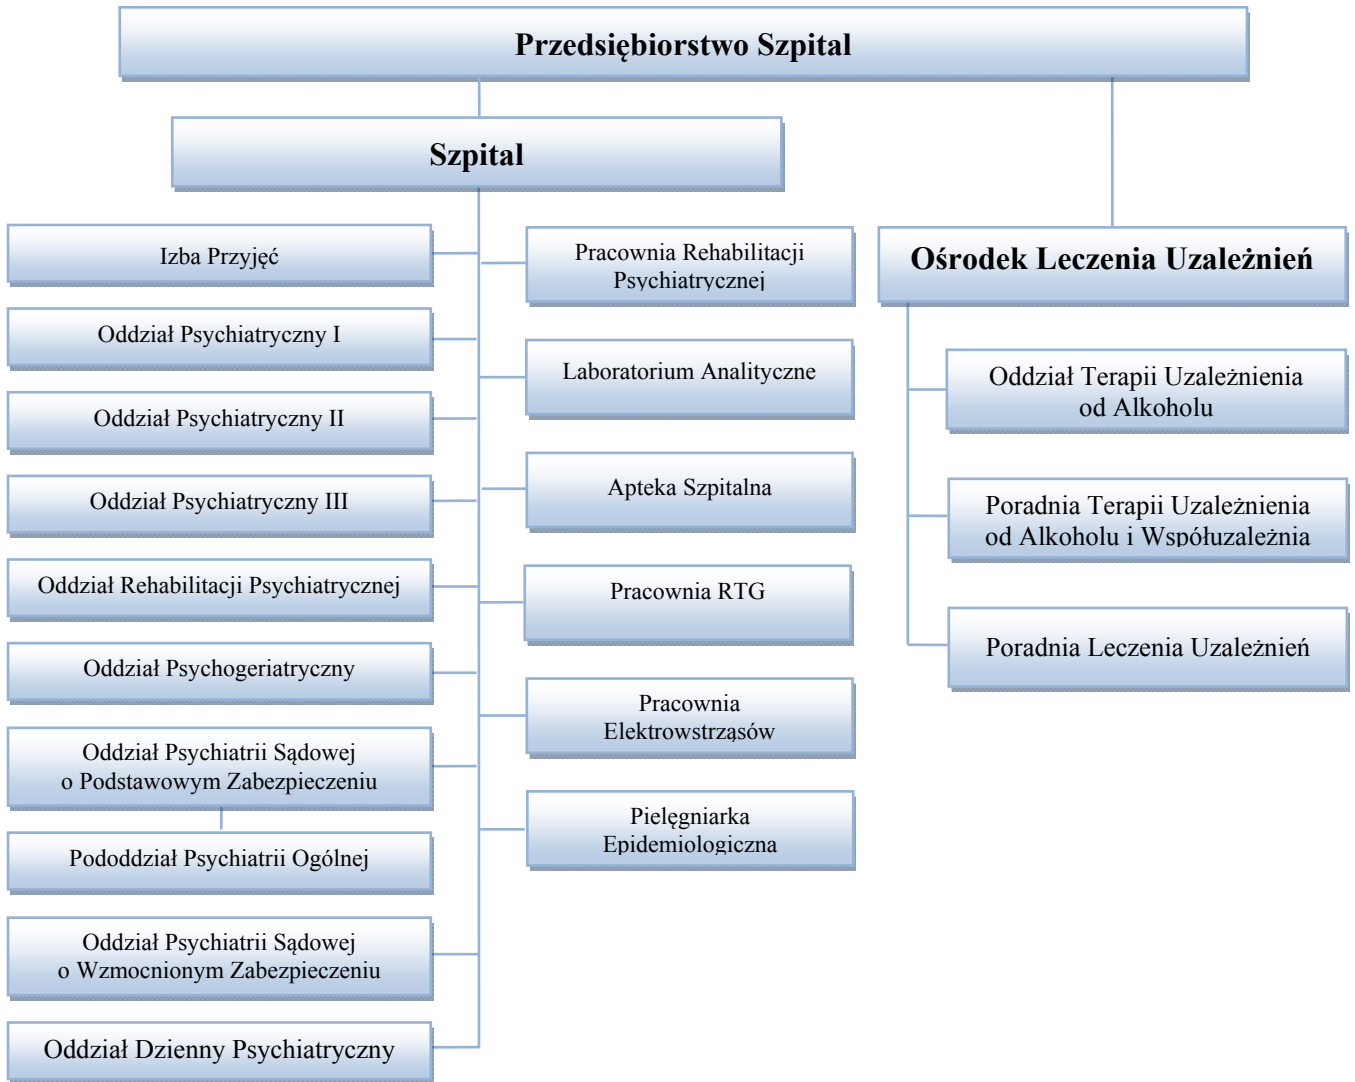 Przedsiębiorstwo Szpital
Szpital
Izba Przyjęć
Oddział Psychiatryczny I
Oddział Psychiatryczny II
Oddział Psychiatryczny III
Oddział Rehabilitacji Psychiatrycznej
Oddział Psychogeriatryczny
Oddział Psychiatrii Sądowej
o Podstawowym Zabezpieczeniu
Pododdział Psychiatrii Ogólnej
Oddział Psychiatrii Sądowej
o Wzmocnionym Zabezpieczeniu
Oddział Dzienny Psychiatryczny
Pracownia Rehabilitacji
Psychiatrycznej
Laboratorium Analityczne
Apteka Szpitalna
Pracownia RTG
Pracownia
Elektrowstrząsów
Pielęgniarka
Epidemiologiczna
Ośrodek Leczenia Uzależnień
Oddział Terapii Uzależnienia
od Alkoholu
Poradnia Terapii Uzależnienia
od Alkoholu i Współuzależnia
Poradnia Leczenia Uzależnień